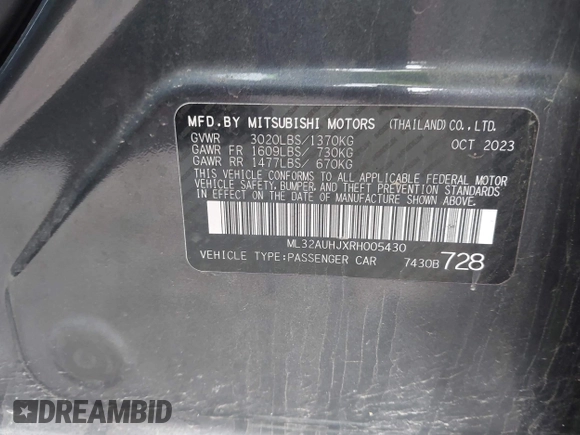 MFD.BY MITSUBISHI MOTORS (THAILAND)CO.,LTD.
GVWR 3020LBS/1370KG OCT 2023
GAWR FR 1609LBS/ 730KG
GAWR RR 1477LBS/ 670KG
THIS VEHICLE CONFORMS TO ALL APPLICABLE FEDERAL MOTOR
VEHICLE SAFETY, BUMPER, AND THEFT PREVENTION STANDARDS
IN EFFECT ON THE DATE OF MANUFACTURE SHOWN ABOVE.
ML32AUHJXRH005430
VEHICLE TYPE:PASSENGER CAR 7430B 728
DREAMBID